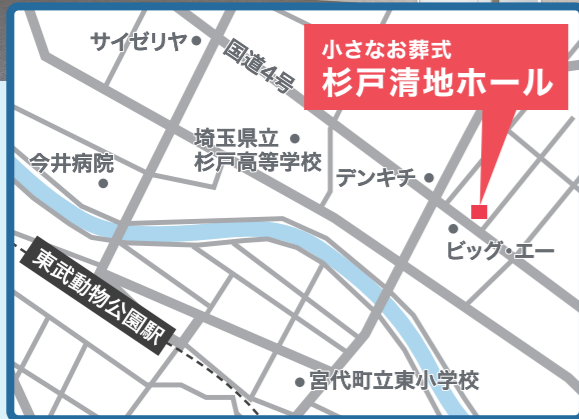 サイゼリヤ
国道4号
小さなお葬式
杉戸清地ホール
埼玉県立
杉戸高等学校
今井病院
デンキチ
ビッグ・エー
東武動物公園駅
宮代町立東小学校